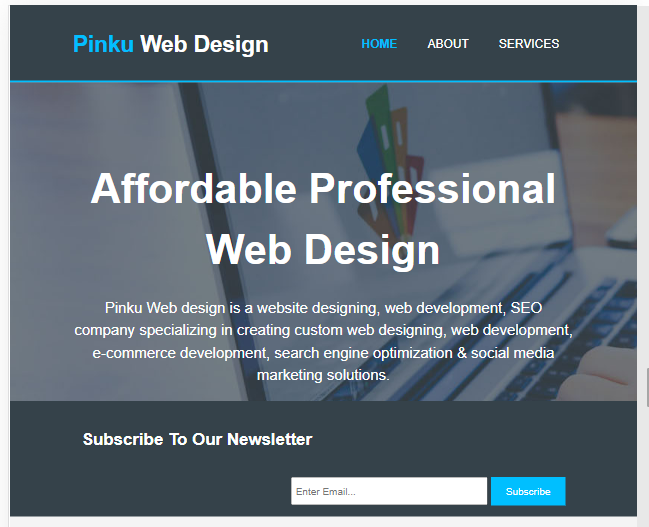 Pinku Web Design
HOME ABOUT SERVICES
Affordable Professional
Web Design
Pinku Web design is a website designing, web development, SEO
company specializing in creating custom web designing, web development,
e-commerce development, search engine optimization & social media
marketing solutions.
Subscribe To Our Newsletter
Enter Email...
Subscribe